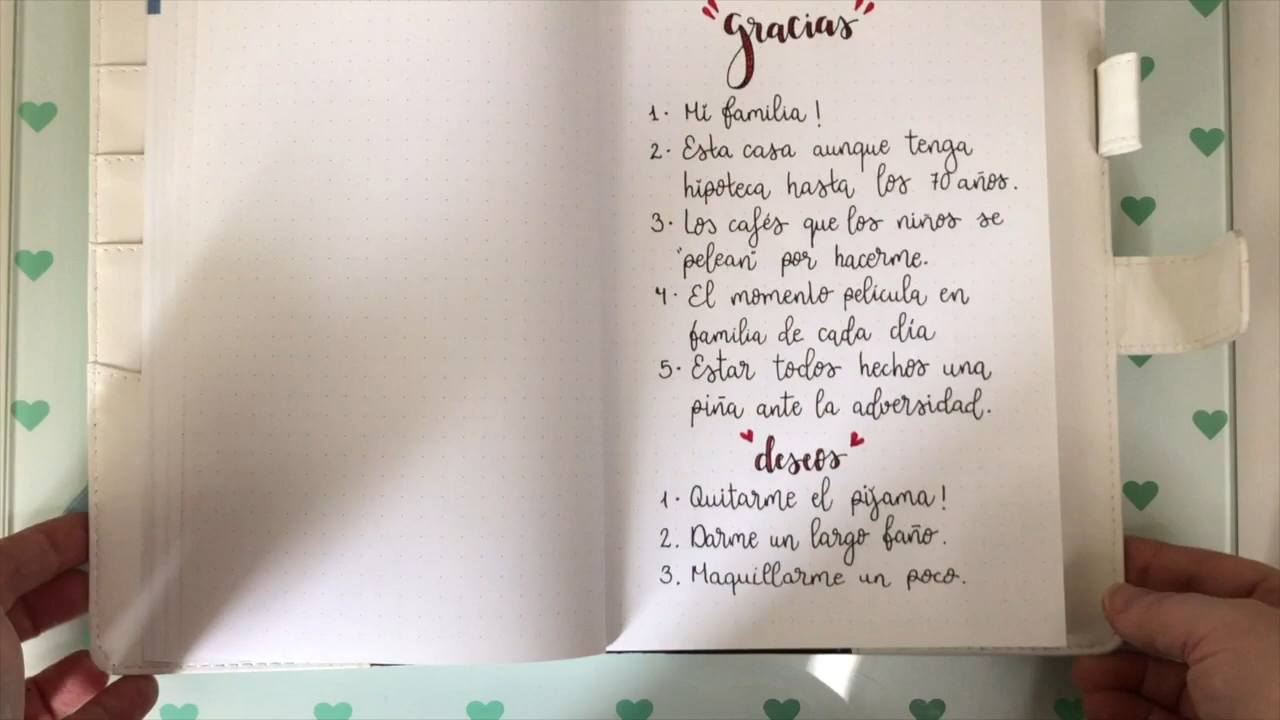 gracias
1. Mi familia!
2. Esta casa aunque tenga
hipoteca hasta los 70 años.
3. Los cafés que los niños se
"pelean" por hacerme.
4. El momento película en
familia de cada día
5. Estar todos hechos una
piña ante la adversidad.
deseos
1. Quitarme el pijama!
2. Darme un largo baño.
3. Maquillarme un poco.